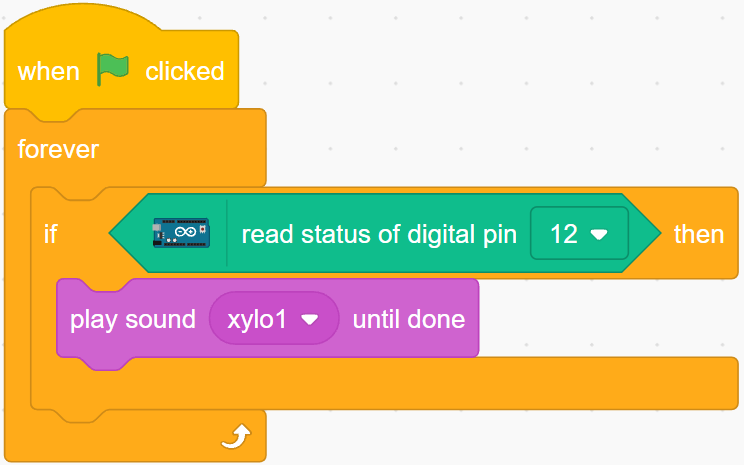 when clicked
forever
if read status of digital pin 12 then
play sound xylo1 until done